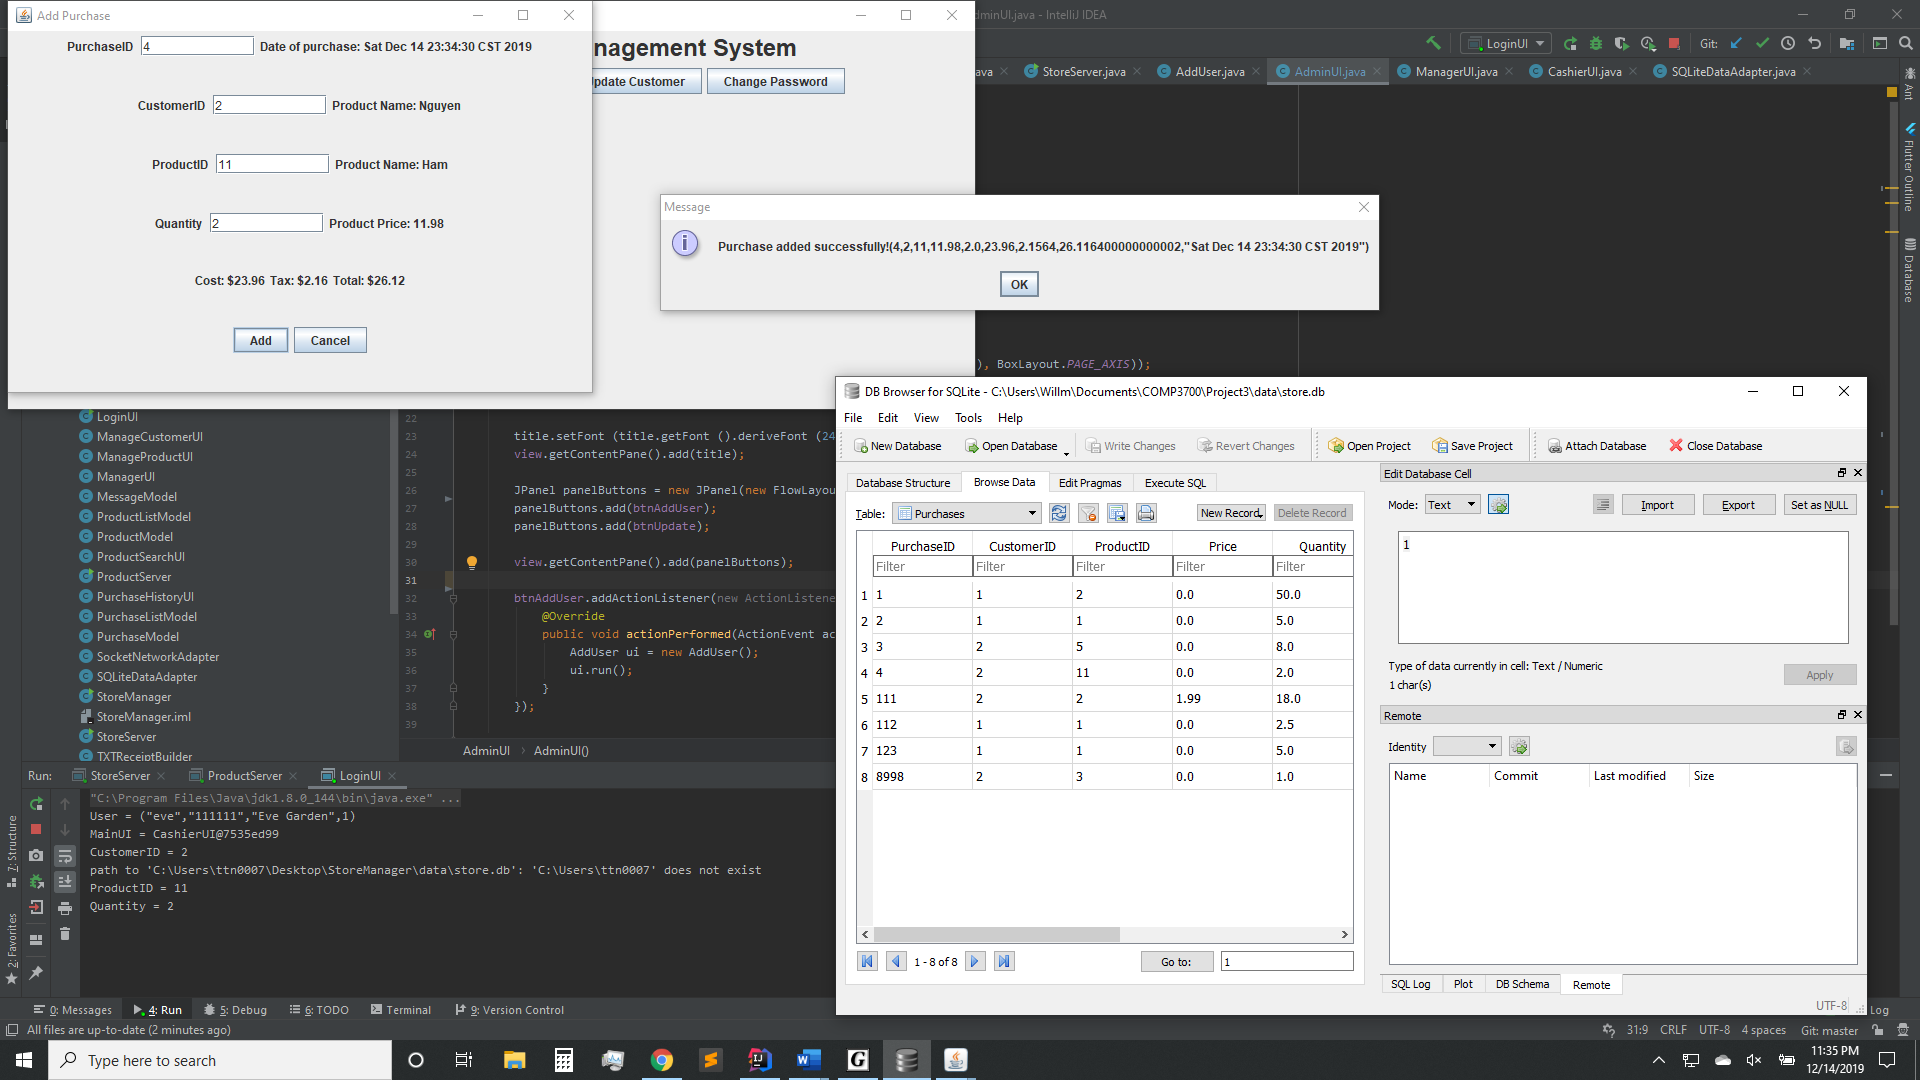 Add Purchase
PurchaseID 4 Date of purchase: Sat Dec 14 23:34:30 CST 2019
CustomerID 2 Product Name: Nguyen
ProductID 11 Product Name: Ham
Quantity 2 Product Price: 11.98
Cost: $23.96 Tax: $2.16 Total: $26.12
Add Cancel
nagement System
pdate Customer Change Password
dminUI.java - IntelliJ IDEA
LoginUI Git:
ava StoreServer.java AddUser.java AdminUI.java ManagerUI.java CashierUI.java SQLiteDataAdapter.java
Ant
Flutter Outline
Database
Message
Purchase added successfully!(4,2,11,11.98,2.0,23.96,2.1564,26.116400000000002,"Sat Dec 14 23:34:30 CST 2019")
OK
), BoxLayout.PAGE_AXIS));
LoginUI
ManageCustomerUI
ManageProductUI
ManagerUI
MessageModel
ProductListModel
ProductModel
ProductSearchUI
ProductServer
PurchaseHistoryUI
PurchaseListModel
PurchaseModel
SocketNetworkAdapter
SQLiteDataAdapter
StoreManager
StoreManager.iml
StoreServer
TXTReceiptBuilder
22
23 title.setFont (title.getFont ().deriveFont (24
24 view.getContentPane().add(title);
25
26 JPanel panelButtons = new JPanel(new FlowLayou
27 panelButtons.add(btnAddUser);
28 panelButtons.add(btnUpdate);
29
30 view.getContentPane().add(panelButtons);
31
32 btnAddUser.addActionListener(new ActionListene
33 @Override
34 public void actionPerformed(ActionEvent ac
35 AddUser ui = new AddUser();
36 ui.run();
37 }
38 });
39
AdminUI AdminUI()
DB Browser for SQLite - C:\Users\Willm\Documents\COMP3700\Project3\data\store.db
File Edit View Tools Help
New Database Open Database Write Changes Revert Changes Open Project Save Project Attach Database Close Database
Database Structure Browse Data Edit Pragmas Execute SQL
Table: Purchases New Record Delete Record
PurchaseID CustomerID ProductID Price Quantity
Filter Filter Filter Filter Filter
1 1 1 2 0.0 50.0
2 2 1 1 0.0 5.0
3 3 2 5 0.0 8.0
4 4 2 11 0.0 2.0
5 111 2 2 1.99 18.0
6 112 1 1 0.0 2.5
7 123 1 1 0.0 5.0
8 8998 2 3 0.0 1.0
1 - 8 of 8 Go to: 1
Edit Database Cell
Mode: Text Import Export Set as NULL
1
Type of data currently in cell: Text / Numeric
1 char(s)
Apply
Remote
Identity
Name Commit Last modified Size
SQL Log Plot DB Schema Remote
UTF-8
Run: StoreServer ProductServer LoginUI
"C:\Program Files\Java\jdk1.8.0_144\bin\java.exe" ...
User = ("eve","111111","Eve Garden",1)
MainUI = CashierUI@7535ed99
CustomerID = 2
path to 'C:\Users\ttn0007\Desktop\StoreManager\data\store.db': 'C:\Users\ttn0007' does not exist
ProductID = 11
Quantity = 2
7: Structure
2: Favorites
0: Messages 4: Run 5: Debug 6: TODO Terminal 9: Version Control Log
All files are up-to-date (2 minutes ago) 31:9 CRLF UTF-8 4 spaces Git: master
Type here to search
11:35 PM
12/14/2019